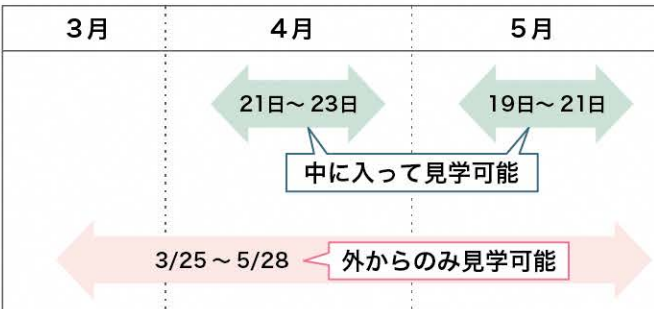 3月 4月 5月
21日～23日 19日～21日
中に入って見学可能
3/25～5/28 外からのみ見学可能